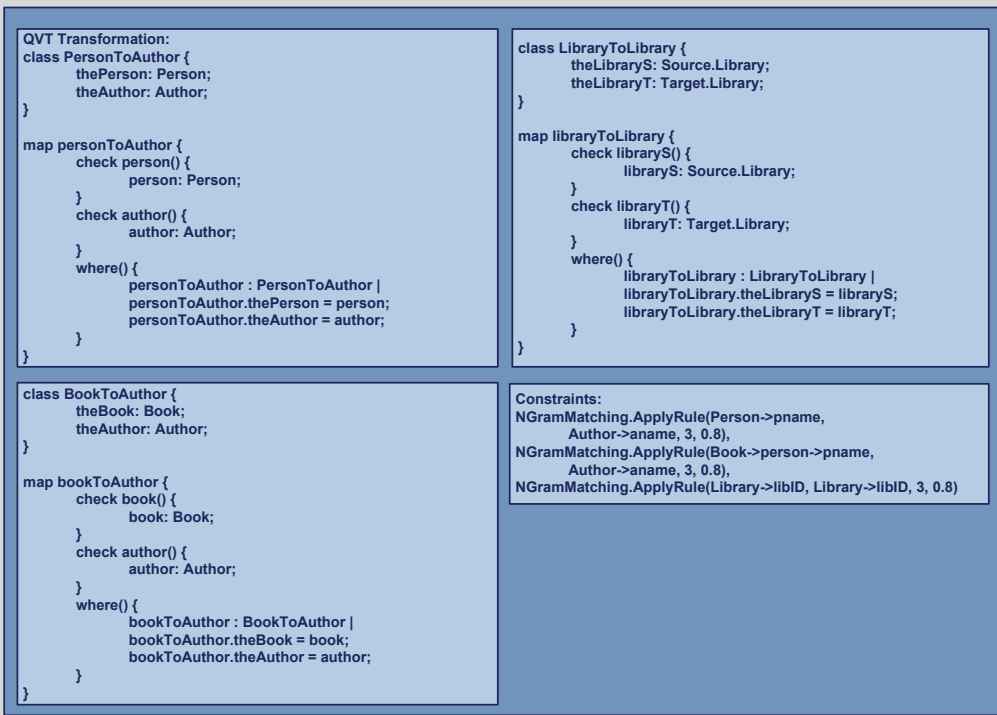 QVT Transformation:
class PersonToAuthor {
thePerson: Person;
theAuthor: Author;
}
map personToAuthor {
check person() {
person: Person;
}
check author() {
author: Author;
}
where() {
personToAuthor : PersonToAuthor |
personToAuthor.thePerson = person;
personToAuthor.theAuthor = author;
}
}
class LibraryToLibrary {
theLibraryS: Source.Library;
theLibraryT: Target.Library;
}
map libraryToLibrary {
check libraryS() {
libraryS: Source.Library;
}
check libraryT() {
libraryT: Target.Library;
}
where() {
libraryToLibrary : LibraryToLibrary |
libraryToLibrary.theLibraryS = libraryS;
libraryToLibrary.theLibraryT = libraryT;
}
}
class BookToAuthor {
theBook: Book;
theAuthor: Author;
}
map bookToAuthor {
check book() {
book: Book;
}
check author() {
author: Author;
}
where() {
bookToAuthor : BookToAuthor |
bookToAuthor.theBook = book;
bookToAuthor.theAuthor = author;
}
}
Constraints:
NGramMatching.ApplyRule(Person->pname,
Author->aname, 3, 0.8),
NGramMatching.ApplyRule(Book->person->pname,
Author->aname, 3, 0.8),
NGramMatching.ApplyRule(Library->libID, Library->libID, 3, 0.8)